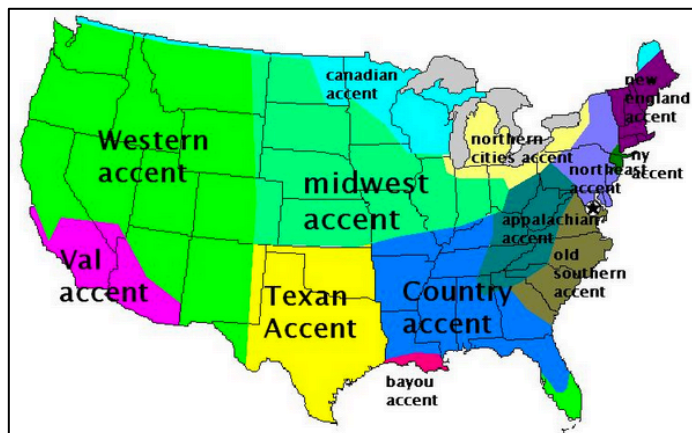 canadian
accent
new
england
accent
Western
accent
northern
cities accent
ny
accent
northeast
accent
midwest
accent
appalachian
accent
Val
accent
old
southern
accent
Texan
Accent
Country
accent
bayou
accent